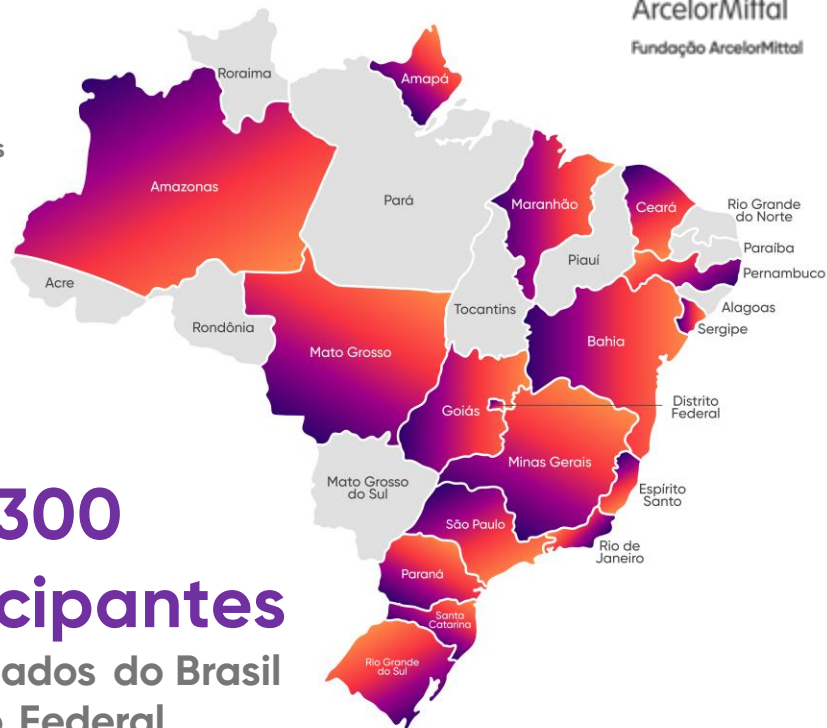 ArcelorMittal
Fundação ArcelorMittal
Roraima
Amapá
s
Amazonas
Pará
Maranhão
Ceará
Rio Grande
do Norte
Paraíba
Piauí
Pernambuco
Acre
Tocantins
Alagoas
Rondônia
Sergipe
Bahia
Mato Grosso
Distrito
Federal
Goiás
Minas Gerais
Mato Grosso
do Sul
Espírito
Santo
300
São Paulo
Rio de
Janeiro
Paraná
cipantes
Santa
Catarina
ados do Brasil
Rio Grande
do Sul
o Federal